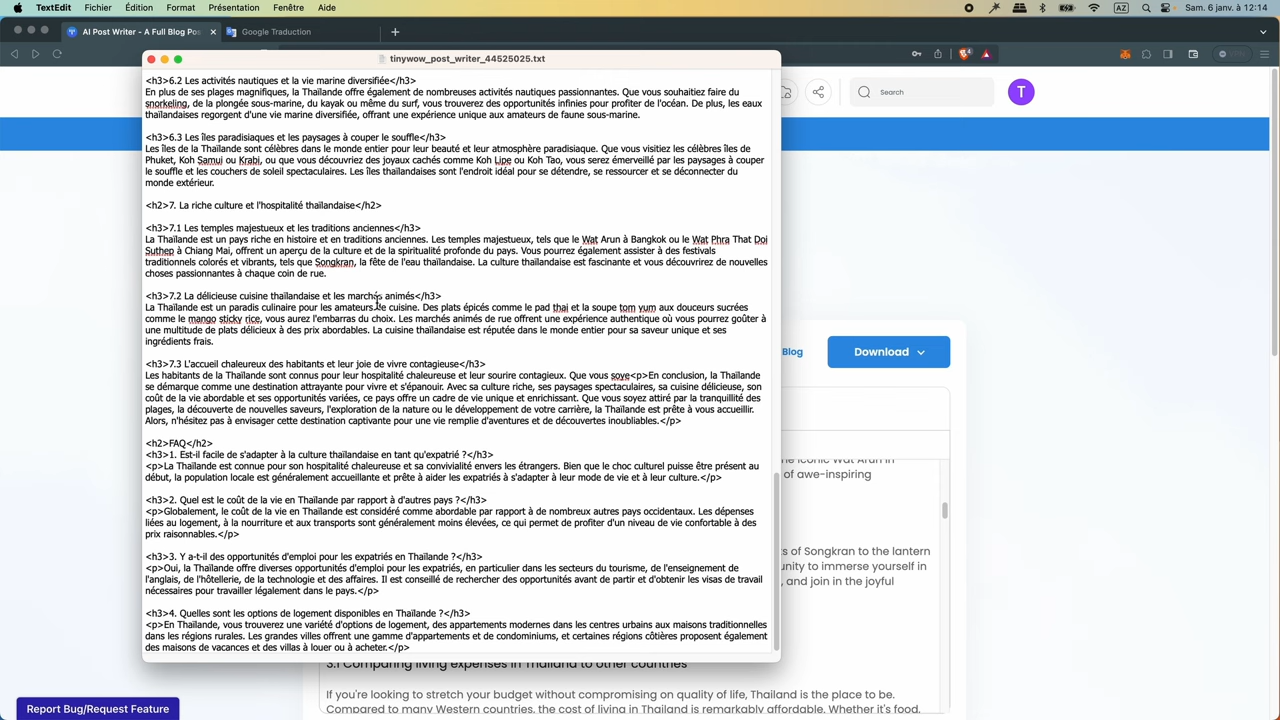 TextEdit Fichier Édition Format Présentation Fenêtre Aide AZ Sam. 6 janv. à 12:14
AI Post Writer - A Full Blog Pos Google Traduction
tinywow_post_writer_44525025.txt
Search
T
<h3>6.2 Les activités nautiques et la vie marine diversifiée</h3>
En plus de ses plages magnifiques, la Thaïlande offre également de nombreuses activités nautiques passionnantes. Que vous souhaitiez faire du
snorkeling, de la plongée sous-marine, du kayak ou même du surf, vous trouverez des opportunités infinies pour profiter de l'océan. De plus, les eaux
thaïlandaises regorgent d'une vie marine diversifiée, offrant une expérience unique aux amateurs de faune sous-marine.
<h3>6.3 Les îles paradisiaques et les paysages à couper le souffle</h3>
Les îles de la Thaïlande sont célèbres dans le monde entier pour leur beauté et leur atmosphère paradisiaque. Que vous visitiez les célèbres îles de
Phuket, Koh Samui ou Krabi, ou que vous découvriez des joyaux cachés comme Koh Lipe ou Koh Tao, vous serez émerveillé par les paysages à couper
le souffle et les couchers de soleil spectaculaires. Les îles thaïlandaises sont l'endroit idéal pour se détendre, se ressourcer et se déconnecter du
monde extérieur.
<h2>7. La riche culture et l'hospitalité thaïlandaise</h2>
<h3>7.1 Les temples majestueux et les traditions anciennes</h3>
La Thaïlande est un pays riche en histoire et en traditions anciennes. Les temples majestueux, tels que le Wat Arun à Bangkok ou le Wat Phra That Doi
Suthep à Chiang Mai, offrent un aperçu de la culture et de la spiritualité profonde du pays. Vous pourrez également assister à des festivals
traditionnels colorés et vibrants, tels que Songkran, la fête de l'eau thaïlandaise. La culture thaïlandaise est fascinante et vous découvrirez de nouvelles
choses passionnantes à chaque coin de rue.
<h3>7.2 La délicieuse cuisine thaïlandaise et les marchés animés</h3>
La Thaïlande est un paradis culinaire pour les amateurs de cuisine. Des plats épicés comme le pad thai et la soupe tom yum aux douceurs sucrées
comme le mango sticky rice, vous aurez l'embarras du choix. Les marchés animés de rue offrent une expérience authentique où vous pourrez goûter à
une multitude de plats délicieux à des prix abordables. La cuisine thaïlandaise est réputée dans le monde entier pour sa saveur unique et ses
ingrédients frais.
<h3>7.3 L'accueil chaleureux des habitants et leur joie de vivre contagieuse</h3>
Les habitants de la Thaïlande sont connus pour leur hospitalité chaleureuse et leur sourire contagieux. Que vous soye<p>En conclusion, la Thaïlande
se démarque comme une destination attrayante pour vivre et s'épanouir. Avec sa culture riche, ses paysages spectaculaires, sa cuisine délicieuse, son
coût de la vie abordable et ses opportunités variées, ce pays offre un cadre de vie unique et enrichissant. Que vous soyez attiré par la tranquillité des
plages, la découverte de nouvelles saveurs, l'exploration de la nature ou le développement de votre carrière, la Thaïlande est prête à vous accueillir.
Alors, n'hésitez pas à envisager cette destination captivante pour une vie remplie d'aventures et de découvertes inoubliables.</p>
<h2>FAQ</h2>
<h3>1. Est-il facile de s'adapter à la culture thaïlandaise en tant qu'expatrié ?</h3>
<p>La Thaïlande est connue pour son hospitalité chaleureuse et sa convivialité envers les étrangers. Bien que le choc culturel puisse être présent au
début, la population locale est généralement accueillante et prête à aider les expatriés à s'adapter à leur mode de vie et à leur culture.</p>
<h3>2. Quel est le coût de la vie en Thaïlande par rapport à d'autres pays ?</h3>
<p>Globalement, le coût de la vie en Thaïlande est considéré comme abordable par rapport à de nombreux autres pays occidentaux. Les dépenses
liées au logement, à la nourriture et aux transports sont généralement moins élevées, ce qui permet de profiter d'un niveau de vie confortable à des
prix raisonnables.</p>
<h3>3. Y a-t-il des opportunités d'emploi pour les expatriés en Thaïlande ?</h3>
<p>Oui, la Thaïlande offre diverses opportunités d'emploi pour les expatriés, en particulier dans les secteurs du tourisme, de l'enseignement de
l'anglais, de l'hôtellerie, de la technologie et des affaires. Il est conseillé de rechercher des opportunités avant de partir et d'obtenir les visas de travail
nécessaires pour travailler légalement dans le pays.</p>
<h3>4. Quelles sont les options de logement disponibles en Thaïlande ?</h3>
<p>En Thaïlande, vous trouverez une variété d'options de logement, des appartements modernes dans les centres urbains aux maisons traditionnelles
dans les régions rurales. Les grandes villes offrent une gamme d'appartements et de condominiums, et certaines régions côtières proposent également
des maisons de vacances et des villas à louer ou à acheter.</p>
Blog Download
of awe-inspiring
s of Songkran to the lantern
unity to immerse yourself in
, and join in the joyful
3.1 Comparing living expenses in Thailand to other countries
If you're looking to stretch your budget without compromising on quality of life, Thailand is the place to be.
Compared to many Western countries, the cost of living in Thailand is remarkably affordable. Whether it's food,
Report Bug/Request Feature